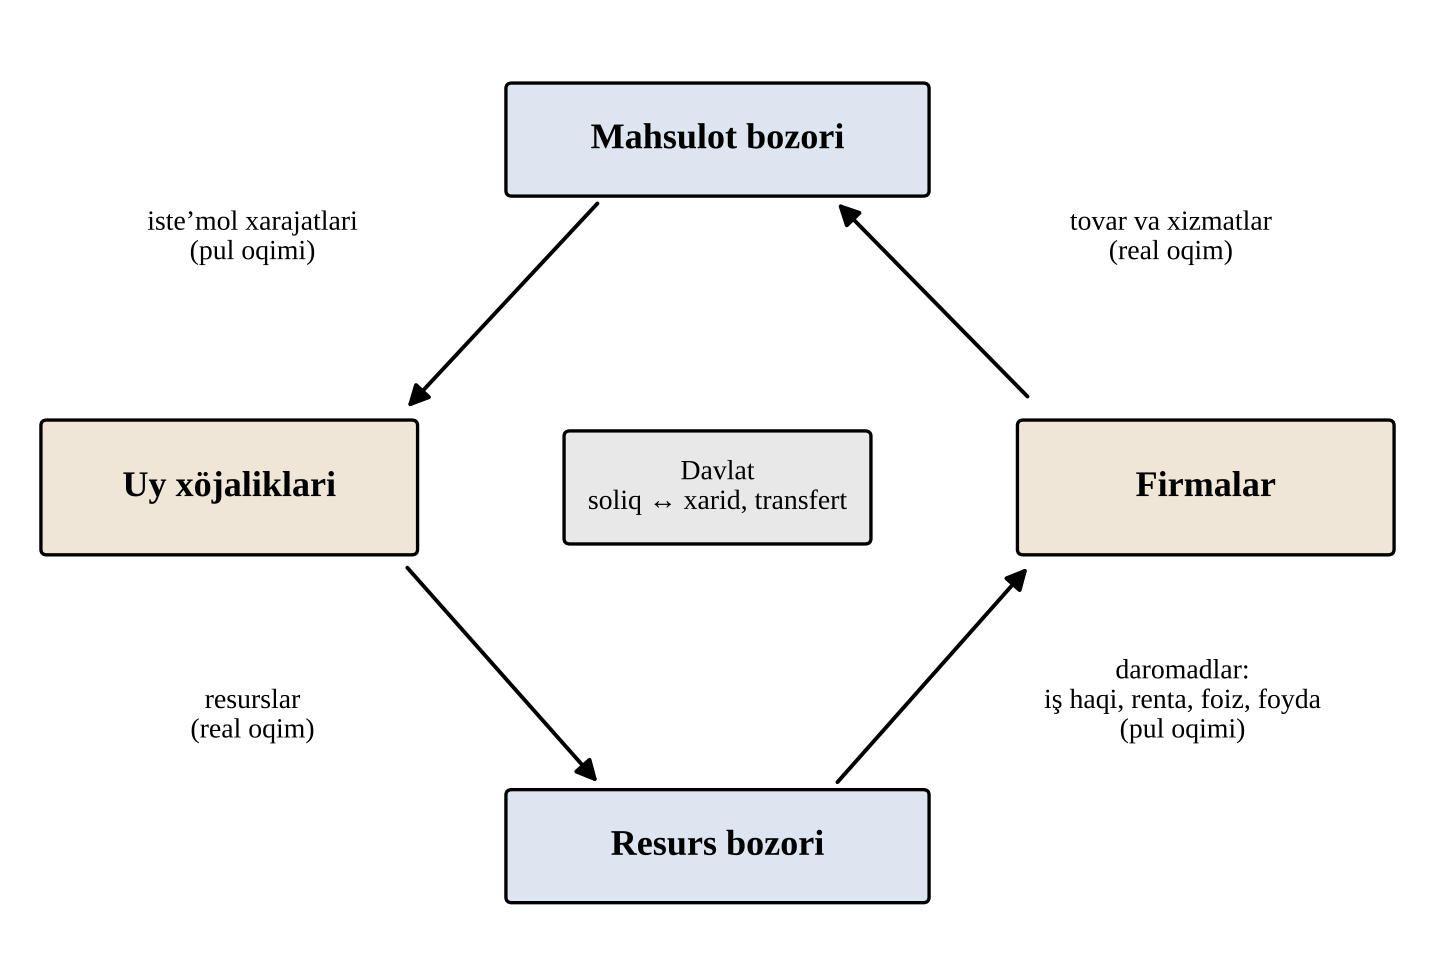 Mahsulot bozori
iste’mol xarajatlari
(pul oqimi)
tovar va xizmatlar
(real oqim)
Uy xöjaliklari
Davlat
soliq ↔ xarid, transfert
Firmalar
resurslar
(real oqim)
daromadlar:
iş haqi, renta, foiz, foyda
(pul oqimi)
Resurs bozori